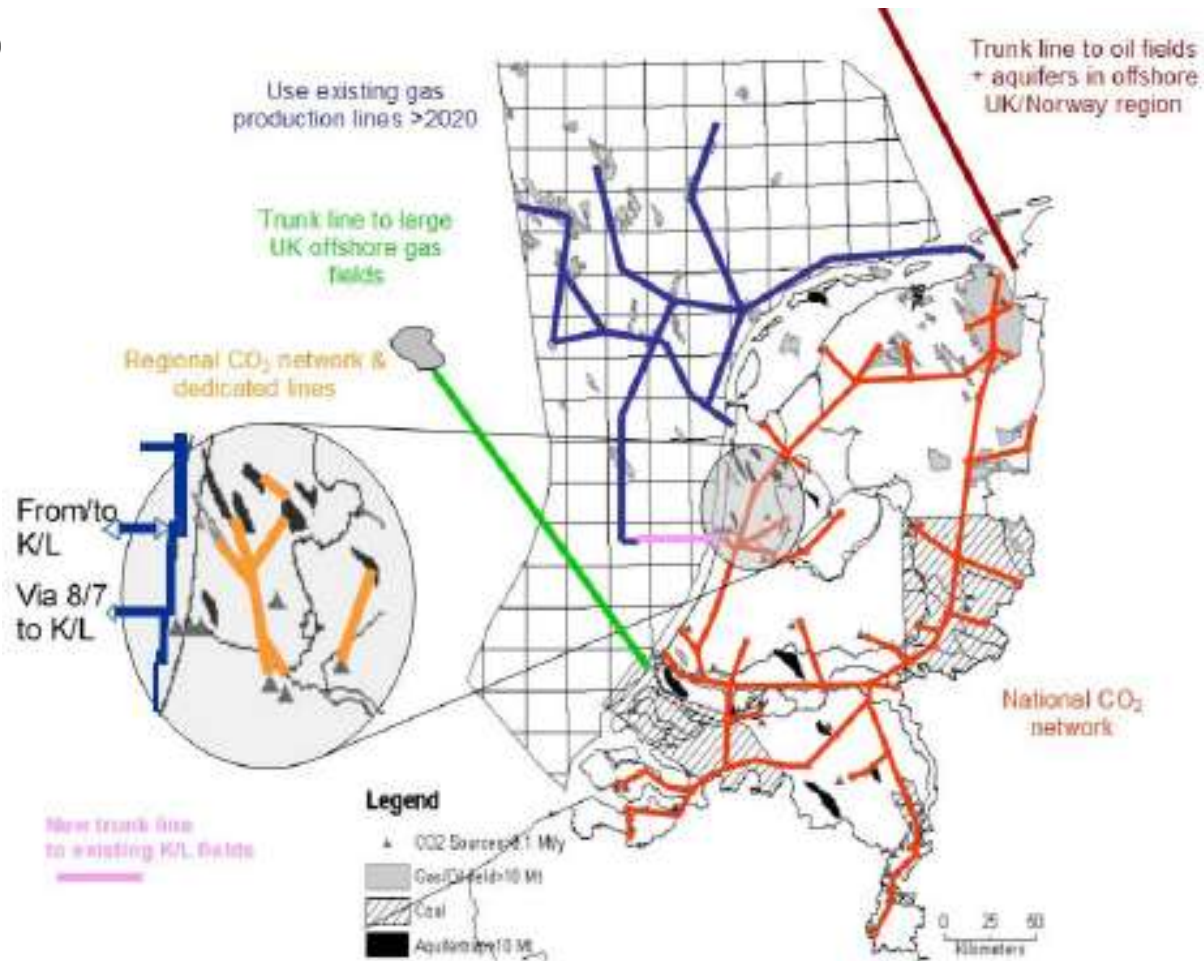 Trunk line to oil fields
+ aquifers in offshore
UK/Norway region
Use existing gas
production lines >2020
Trunk line to large
UK offshore gas
fields
Regional CO₂ network &
dedicated lines
From/to
K/L
Via 8/7
to K/L
National CO₂
network
New trunk line
to existing K/L fields
Legend
CO2 Sources
Gas/Oil field>10 Mt
Coal
10 Mt
0 25 50
Kilometers